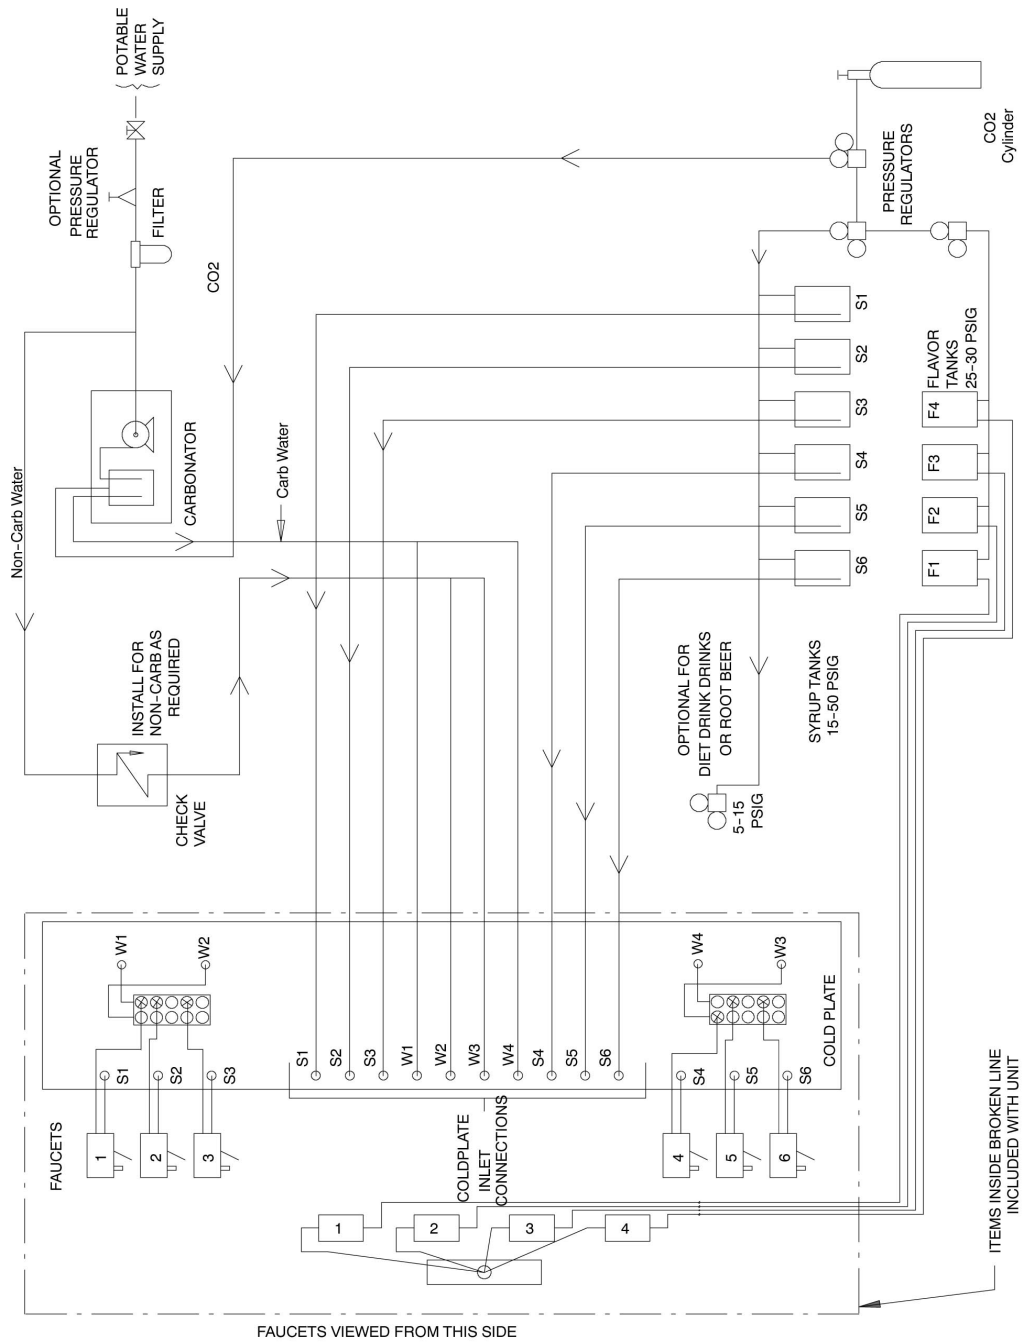 POTABLE
WATER
SUPPLY
OPTIONAL
PRESSURE
REGULATOR
FILTER
CO2
Non-Carb Water
CARBONATOR
Carb Water
INSTALL FOR
NON-CARB AS
REQUIRED
CHECK
VALVE
CO2
Cylinder
PRESSURE
REGULATORS
S1
S2
S3
S4
S5
S6
FLAVOR
TANKS
25-30 PSIG
F4
F3
F2
F1
SYRUP TANKS
15-50 PSIG
OPTIONAL FOR
DIET DRINK DRINKS
OR ROOT BEER
5-15
PSIG
W1
W2
S1
S2
S3
FAUCETS
1
2
3
S1
S2
S3
W1
W2
W3
W4
S4
S5
S6
COLDPLATE
INLET
CONNECTIONS
W4
W3
S4
S5
S6
4
5
6
COLD PLATE
1
2
3
4
ITEMS INSIDE BROKEN LINE
INCLUDED WITH UNIT
FAUCETS VIEWED FROM THIS SIDE